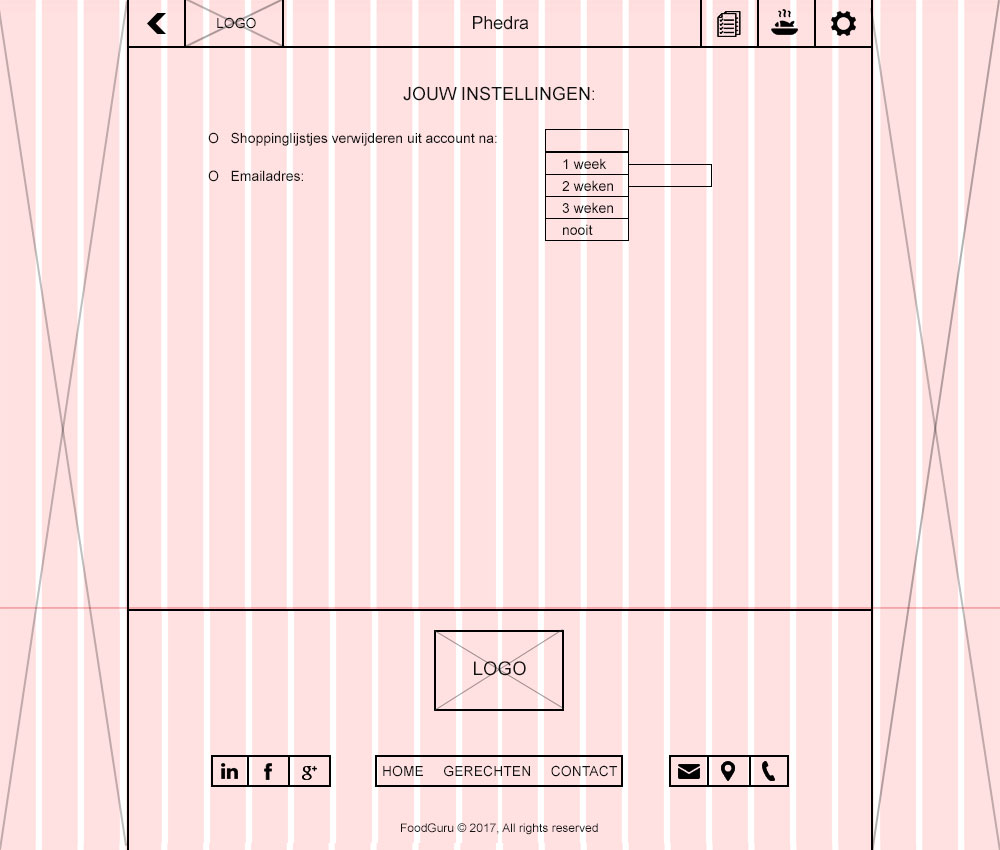 LOGO
Phedra
JOUW INSTELLINGEN:
O Shoppinglijstjes verwijderen uit account na:
1 week
2 weken
3 weken
nooit
O Emailadres:
LOGO
in
f
g+
HOME GERECHTEN CONTACT
FoodGuru © 2017, All rights reserved